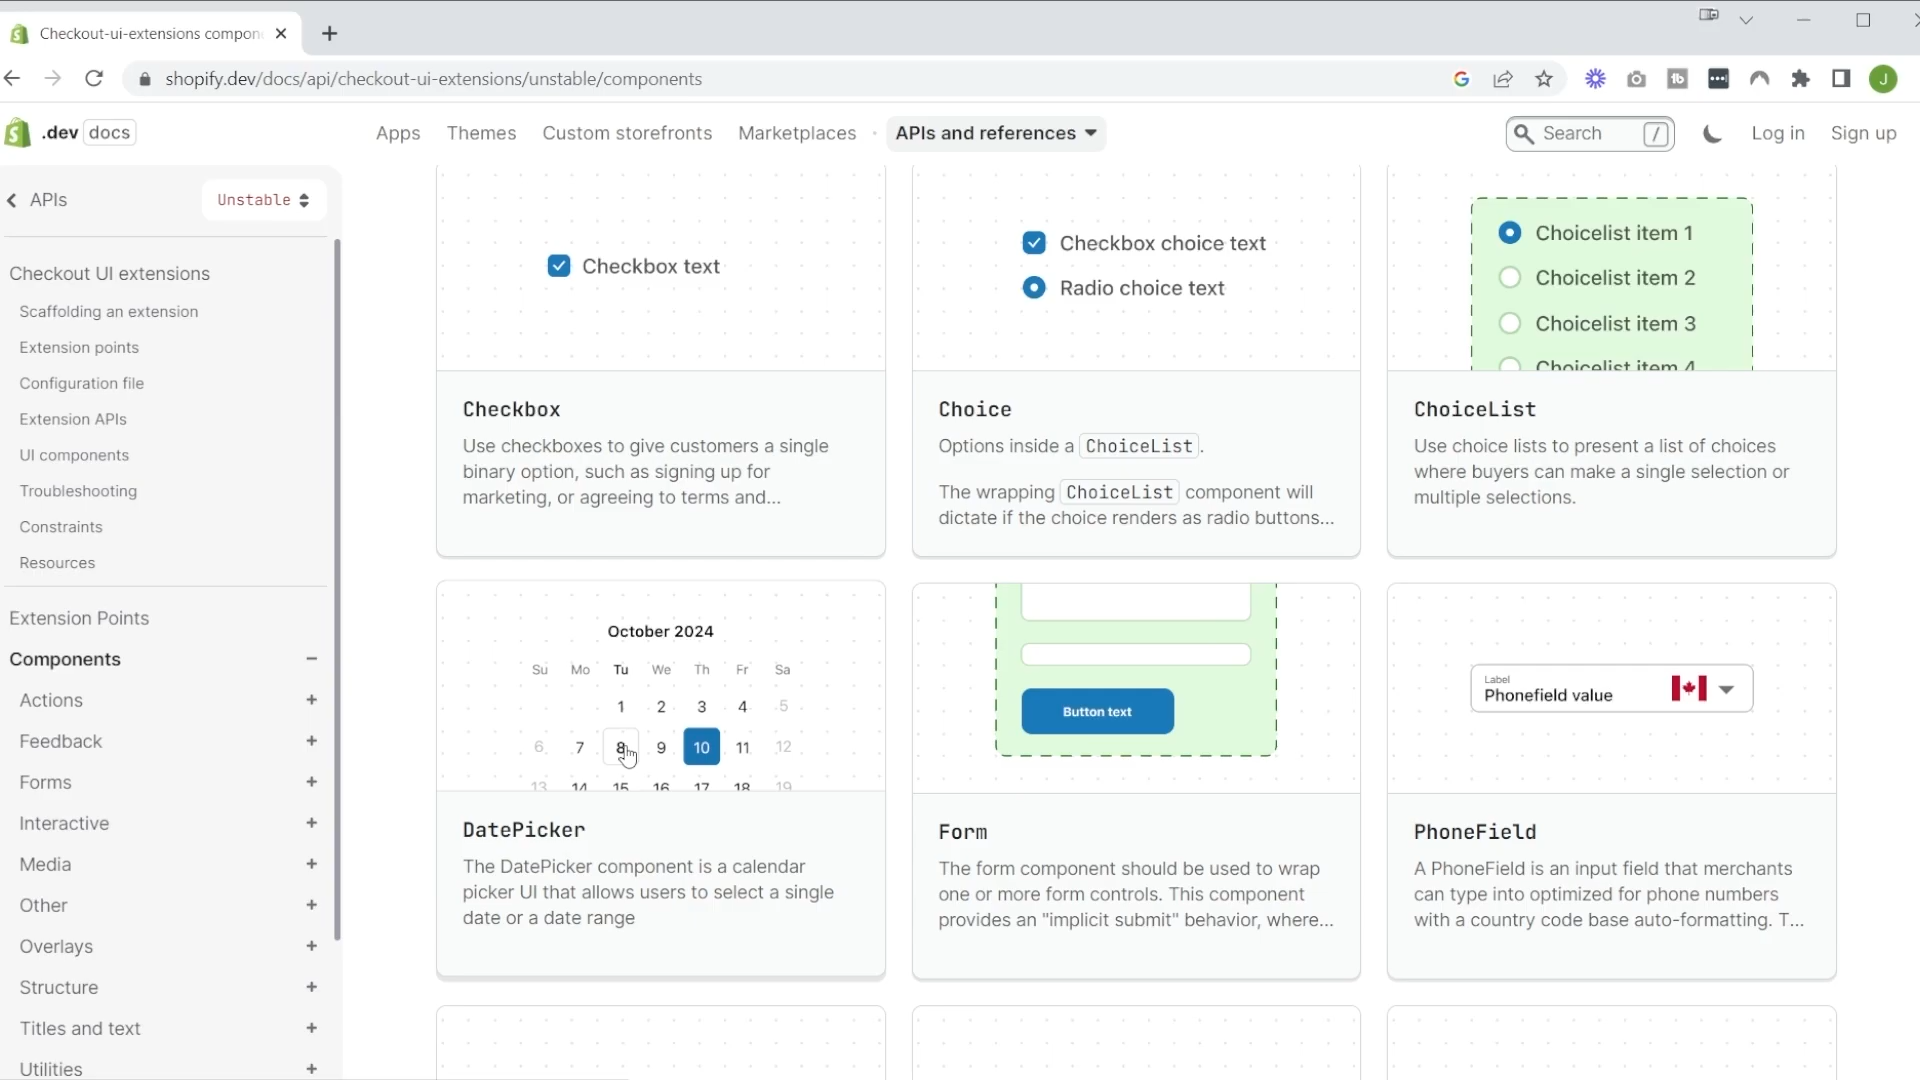 Checkout-ui-extensions compon
shopify.dev/docs/api/checkout-ui-extensions/unstable/components
J
.dev docs
Apps
Themes
Custom storefronts
Marketplaces
APIs and references
Search /
Log in
Sign up
APIs
Unstable
Checkout UI extensions
Scaffolding an extension
Extension points
Configuration file
Extension APIs
UI components
Troubleshooting
Constraints
Resources
Extension Points
Components −
Actions +
Feedback +
Forms +
Interactive +
Media +
Other +
Overlays +
Structure +
Titles and text +
Utilities +
Checkbox text
Checkbox
Use checkboxes to give customers a single
binary option, such as signing up for
marketing, or agreeing to terms and...
Checkbox choice text
Radio choice text
Choice
Options inside a ChoiceList.
The wrapping ChoiceList component will
dictate if the choice renders as radio buttons...
Choicelist item 1
Choicelist item 2
Choicelist item 3
Choicelist item 4
ChoiceList
Use choice lists to present a list of choices
where buyers can make a single selection or
multiple selections.
October 2024
Su Mo Tu We Th Fr Sa
1 2 3 4 5
6 7 8 9 10 11 12
13 14 15 16 17 18 19
DatePicker
The DatePicker component is a calendar
picker UI that allows users to select a single
date or a date range
Button text
Form
The form component should be used to wrap
one or more form controls. This component
provides an "implicit submit" behavior, where...
Label
Phonefield value
PhoneField
A PhoneField is an input field that merchants
can type into optimized for phone numbers
with a country code base auto-formatting. T...